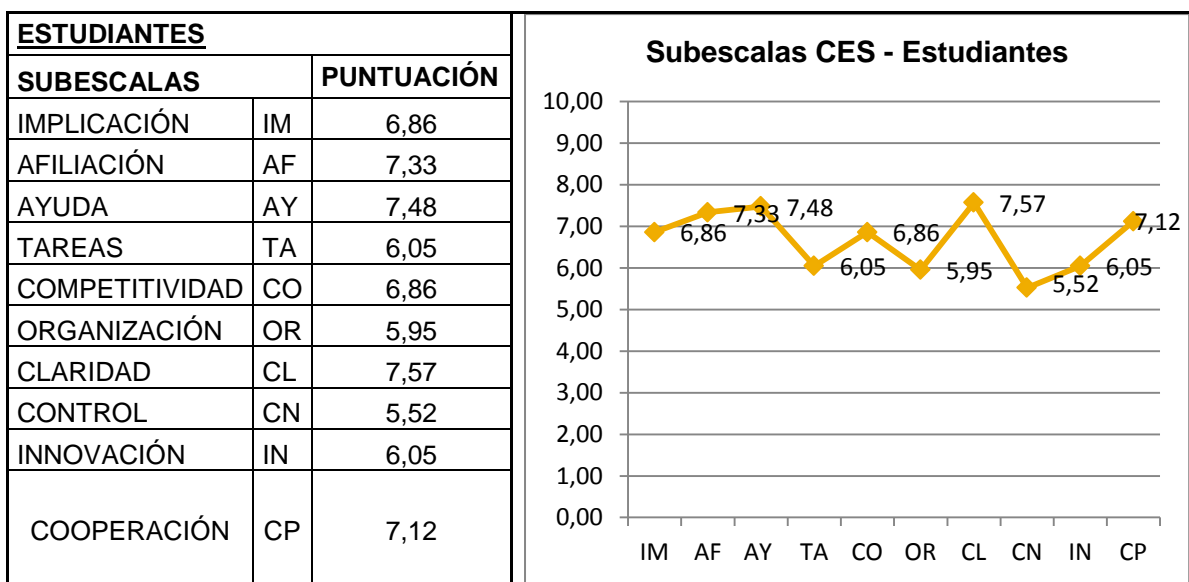 ESTUDIANTES
SUBESCALAS PUNTUACIÓN
IMPLICACIÓN IM 6,86
AFILIACIÓN AF 7,33
AYUDA AY 7,48
TAREAS TA 6,05
COMPETITIVIDAD CO 6,86
ORGANIZACIÓN OR 5,95
CLARIDAD CL 7,57
CONTROL CN 5,52
INNOVACIÓN IN 6,05
COOPERACIÓN CP 7,12
Subescalas CES - Estudiantes
10,00
9,00
8,00
7,00
6,00
5,00
4,00
3,00
2,00
1,00
0,00
6,86 7,33 7,48 6,05 6,86 5,95 7,57 5,52 6,05 7,12
IM AF AY TA CO OR CL CN IN CP